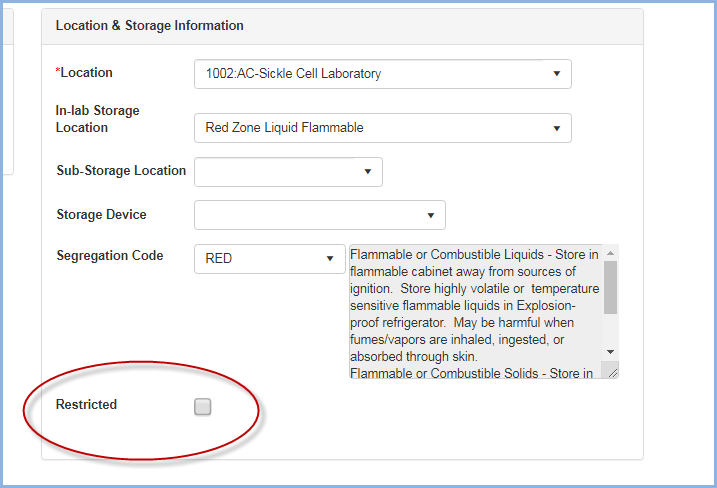 Location & Storage Information
*Location
1002:AC-Sickle Cell Laboratory
In-lab Storage
Location
Red Zone Liquid Flammable
Sub-Storage Location
Storage Device
Segregation Code
RED
Flammable or Combustible Liquids - Store in
flammable cabinet away from sources of
ignition.  Store highly volatile or  temperature
sensitive flammable liquids in Explosion-
proof refrigerator.  May be harmful when
fumes/vapors are inhaled, ingested, or
absorbed through skin.
Flammable or Combustible Solids - Store in
Restricted